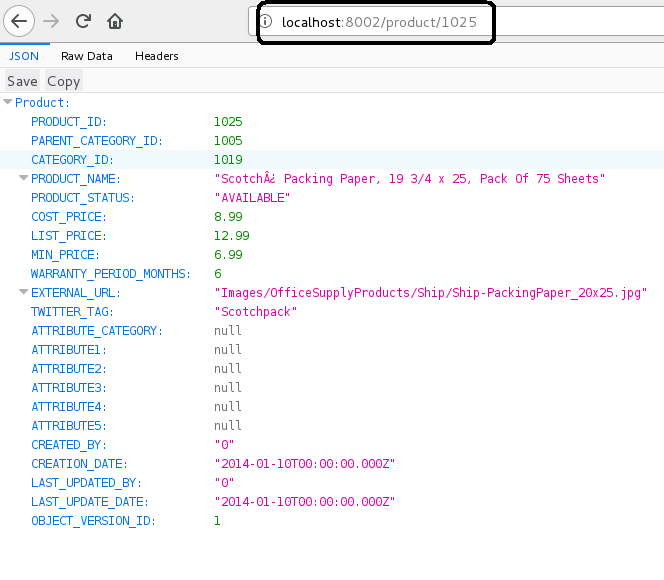 localhost:8002/product/1025
JSON Raw Data Headers
Save Copy
Product:
PRODUCT_ID: 1025
PARENT_CATEGORY_ID: 1005
CATEGORY_ID: 1019
PRODUCT_NAME: "ScotchÂ¿ Packing Paper, 19 3/4 x 25, Pack Of 75 Sheets"
PRODUCT_STATUS: "AVAILABLE"
COST_PRICE: 8.99
LIST_PRICE: 12.99
MIN_PRICE: 6.99
WARRANTY_PERIOD_MONTHS: 6
EXTERNAL_URL: "Images/OfficeSupplyProducts/Ship/Ship-PackingPaper_20x25.jpg"
TWITTER_TAG: "Scotchpack"
ATTRIBUTE_CATEGORY: null
ATTRIBUTE1: null
ATTRIBUTE2: null
ATTRIBUTE3: null
ATTRIBUTE4: null
ATTRIBUTE5: null
CREATED_BY: "0"
CREATION_DATE: "2014-01-10T00:00:00.000Z"
LAST_UPDATED_BY: "0"
LAST_UPDATE_DATE: "2014-01-10T00:00:00.000Z"
OBJECT_VERSION_ID: 1